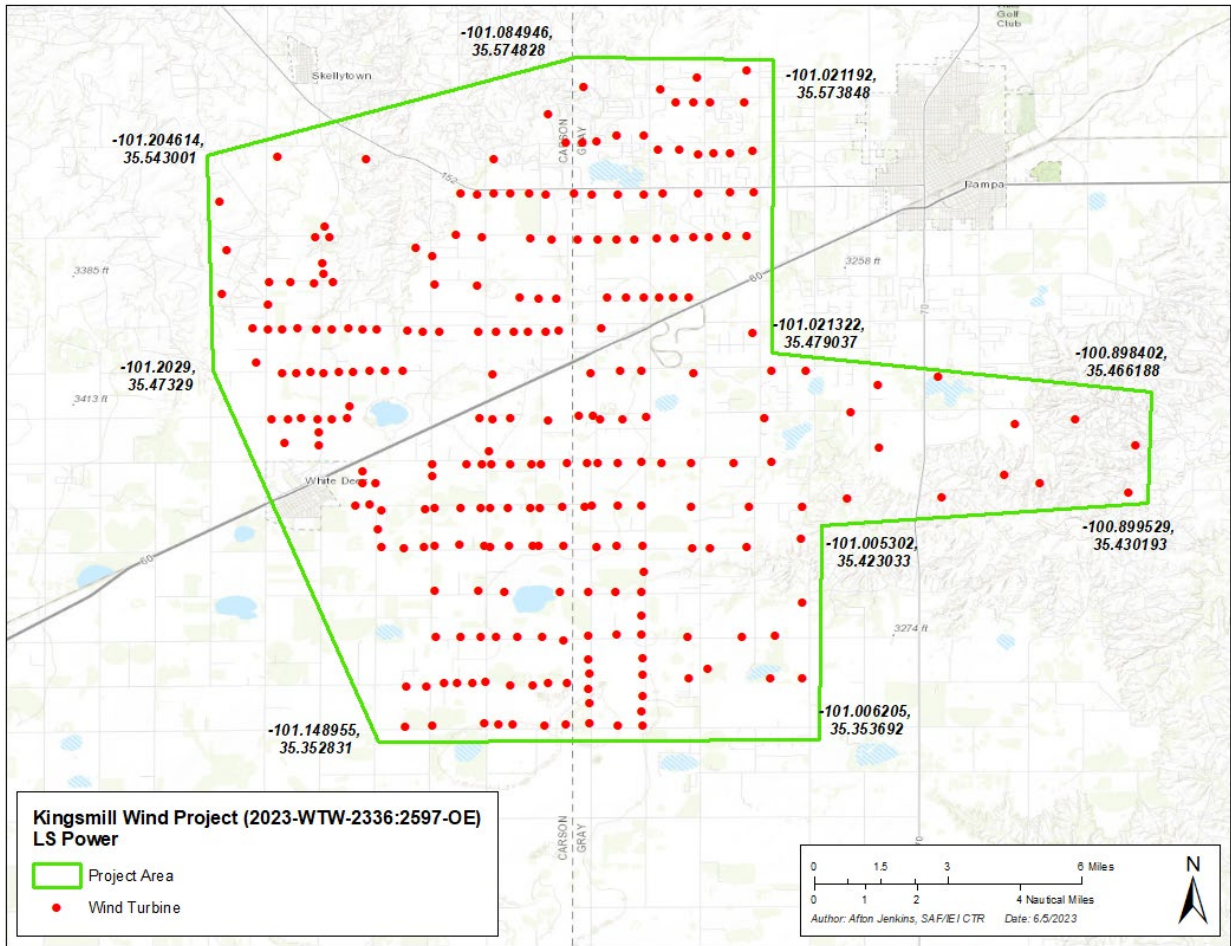 -101.084946,
35.574828
Golf
Club
Skellytown
-101.021192,
35.573848
-101.204614,
35.543001
CARSON
GRAY
152
Pampa
3385 ft
3258 ft
60
70
-101.021322,
35.479037
-100.898402,
35.466188
-101.2029,
35.47329
3413 ft
White Deer
60
-101.005302,
35.423033
-100.899529,
35.430193
3274 ft
-101.148955,
35.352831
-101.006205,
35.353692
Kingsmill Wind Project (2023-WTW-2336:2597-OE)
LS Power
Project Area
Wind Turbine
CARSON
GRAY
70
0 1.5 3 6 Miles
0 1 2 4 Nautical Miles
Author: Afton Jenkins, SAF/IEI CTR Date: 6/5/2023
N